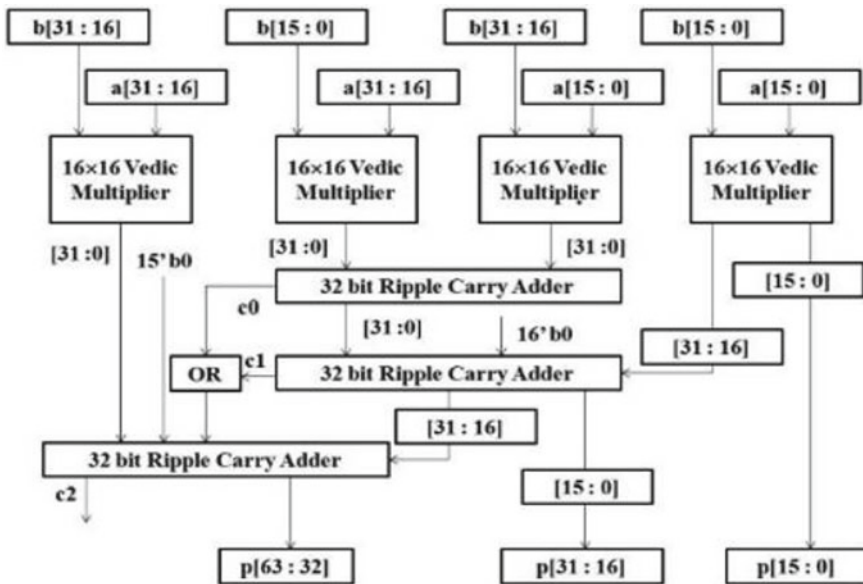 b[31 : 16]
b[15 : 0]
b[31 : 16]
b[15 : 0]
a[31 : 16]
a[31 : 16]
a[15 : 0]
a[15 : 0]
16×16 Vedic
Multiplier
16×16 Vedic
Multiplier
16×16 Vedic
Multiplier
16×16 Vedic
Multiplier
[31 :0]
15’b0
[31 :0]
[31 :0]
32 bit Ripple Carry Adder
[15 : 0]
c0
[31 :0]
16’b0
[31 : 16]
OR
c1
32 bit Ripple Carry Adder
[31 : 16]
32 bit Ripple Carry Adder
c2
[15 : 0]
p[63 : 32]
p[31 : 16]
p[15 : 0]